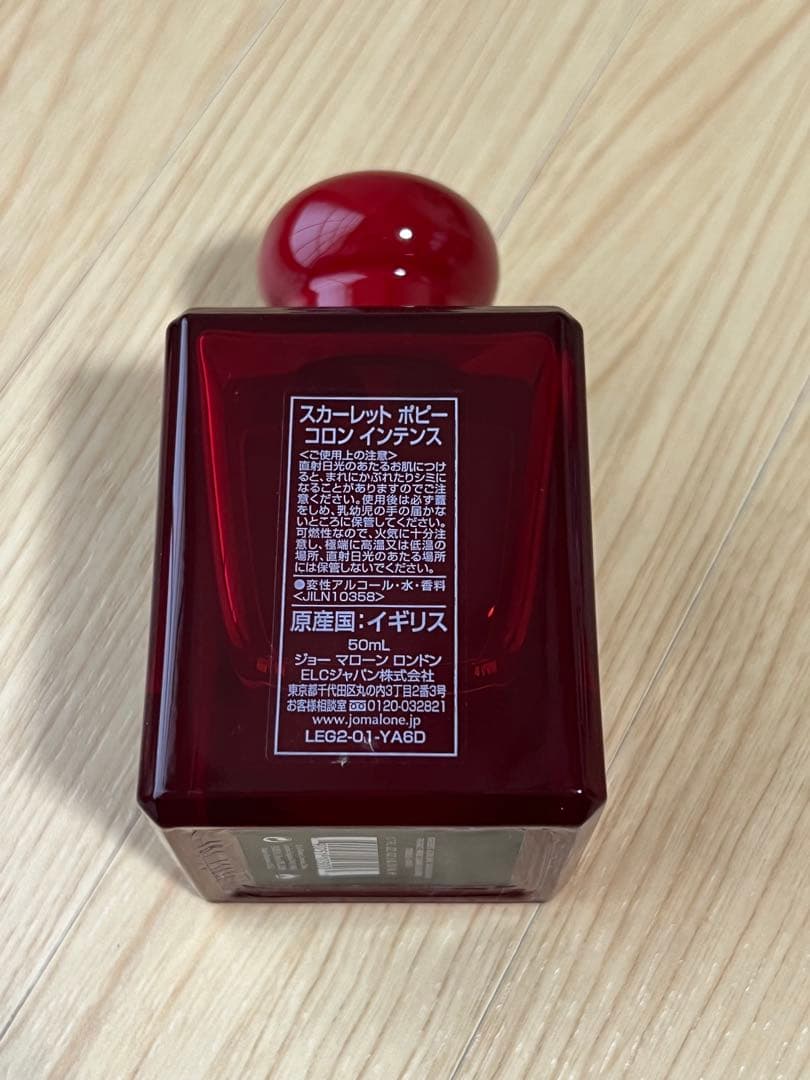 スカーレット ポピー
コロン インテンス
<ご使用上の注意>
直射日光のあたるお肌につけ
ると、まれにかぶれたりシミに
なることがありますのでご注
意ください。使用後は必ず蓋
をしめ、乳幼児の手の届かな
いところに保管してください。
可燃性なので、火気に十分注
意し、極端に高温又は低温の
場所、直射日光のあたる場所
には保管しないでください。
●変性アルコール・水・香料
<JILN10358>
原産国:イギリス
50mL
ジョー マローン ロンドン
ELCジャパン株式会社
東京都千代田区丸の内3丁目2番3号
お客様相談室 0120-032821
www.jomalone.jp
LEG2-01-YA6D